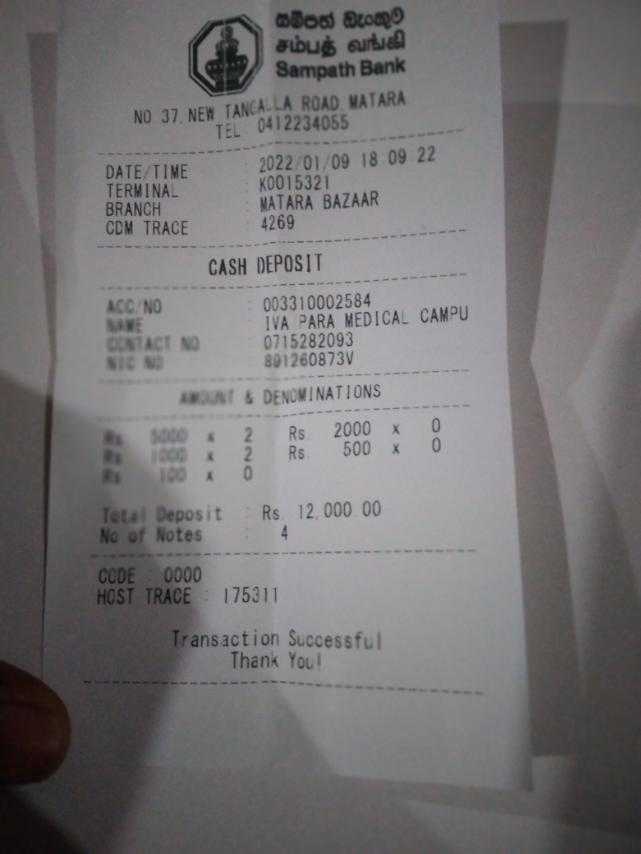 සම්පත් බැංකුව
சம்பத் வங்கி
Sampath Bank
NO 37, NEW TANGALLA ROAD MATARA
TEL 0412234055
DATE/TIME : 2022/01/09 18 09 22
TERMINAL : K0015321
BRANCH : MATARA BAZAAR
CDM TRACE : 4269
CASH DEPOSIT
ACC/NO : 003310002584
NAME : IVA PARA MEDICAL CAMPU
CONTACT NO : 0715282093
NIC NO : 891260873V
AMOUNT & DENOMINATIONS
Rs. 5000 x 2 Rs. 2000 x 0
Rs 1000 x 2 Rs. 500 x 0
Rs 100 x 0
Total Deposit : Rs. 12,000.00
No of Notes : 4
CODE : 0000
HOST TRACE : 175311
Transaction Successful
Thank You!